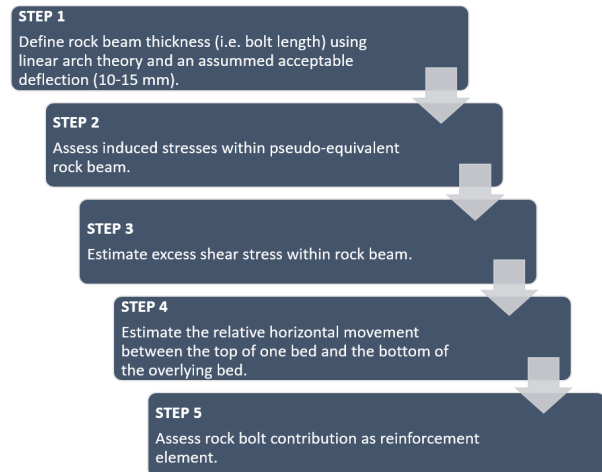 STEP 1
Define rock beam thickness (i.e. bolt length) using
linear arch theory and an assummed acceptable
deflection (10-15 mm).
STEP 2
Assess induced stresses within pseudo-equivalent
rock beam.
STEP 3
Estimate excess shear stress within rock beam.
STEP 4
Estimate the relative horizontal movement
between the top of one bed and the bottom of
the overlying bed.
STEP 5
Assess rock bolt contribution as reinforcement
element.